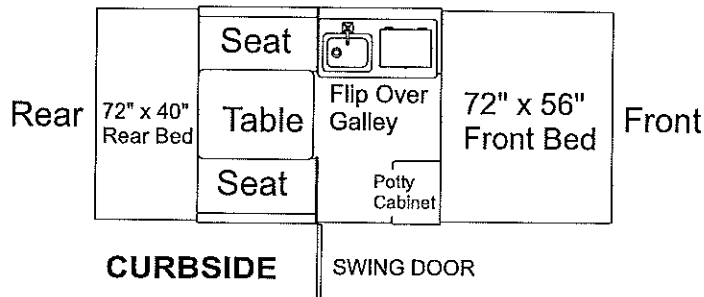 Seat
Rear
72" x 40"
Rear Bed
Table
Flip Over
Galley
72" x 56"
Front Bed
Front
Seat
Potty
Cabinet
CURBSIDE
SWING DOOR